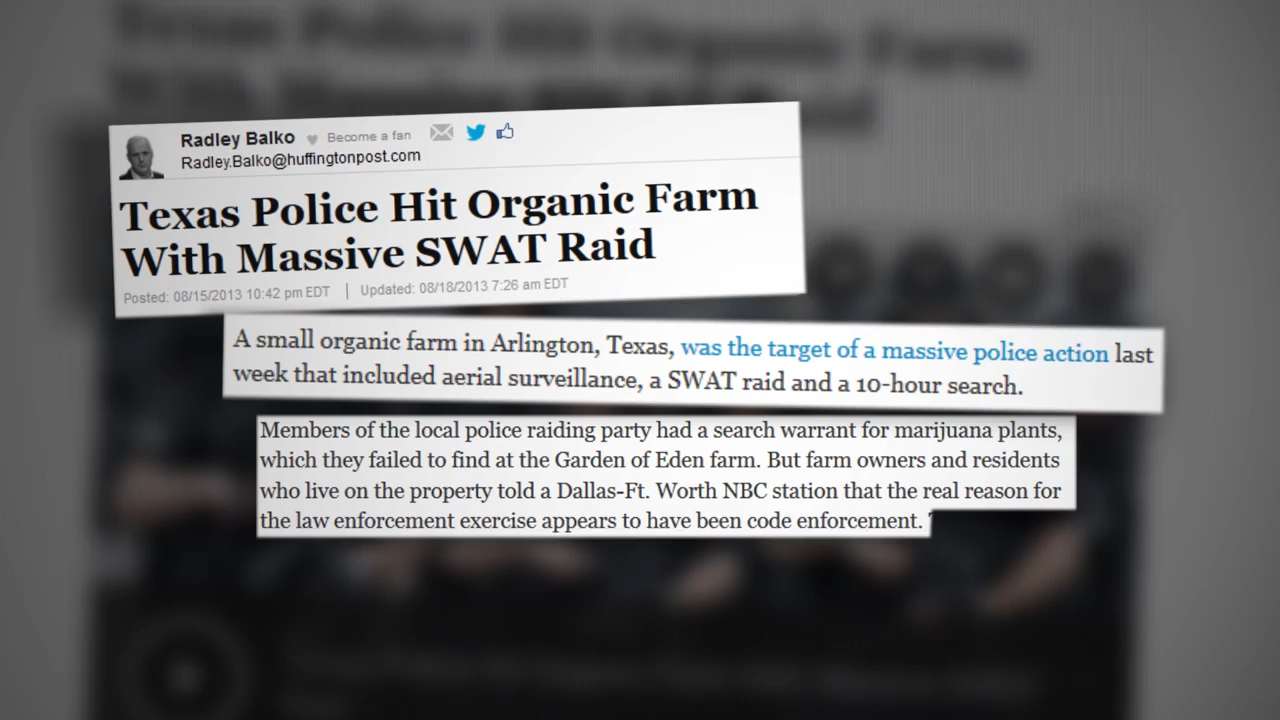 Radley Balko Become a fan
Radley.Balko@huffingtonpost.com
Texas Police Hit Organic Farm
With Massive SWAT Raid
Posted: 08/15/2013 10:42 pm EDT | Updated: 08/18/2013 7:26 am EDT
A small organic farm in Arlington, Texas, was the target of a massive police action last
week that included aerial surveillance, a SWAT raid and a 10-hour search.
Members of the local police raiding party had a search warrant for marijuana plants,
which they failed to find at the Garden of Eden farm. But farm owners and residents
who live on the property told a Dallas-Ft. Worth NBC station that the real reason for
the law enforcement exercise appears to have been code enforcement.